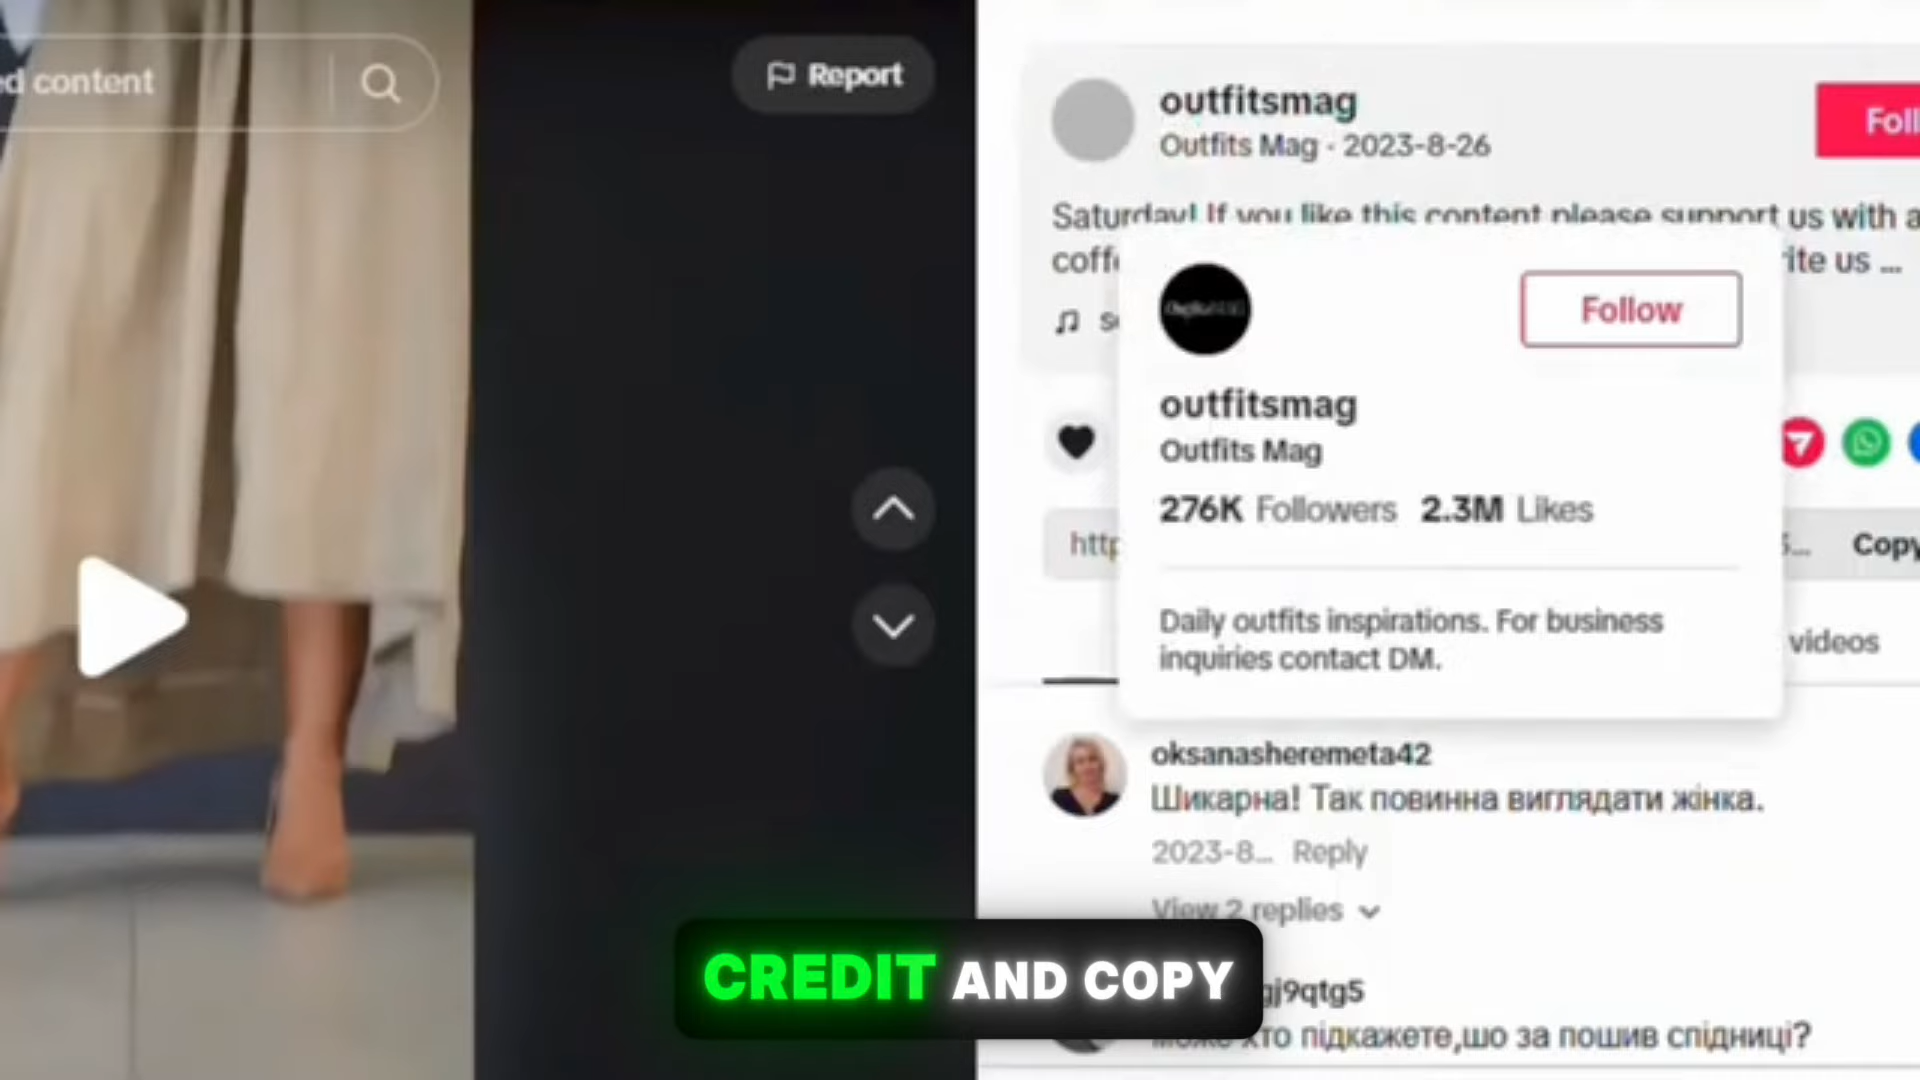 ed content
Report
outfitsmag
Outfits Mag · 2023-8-26
Saturday! If you like this content please support us with a
ite us ...
outfitsmag
Follow
Outfits Mag
276K Followers 2.3M Likes
Copy
Daily outfits inspirations. For business
inquiries contact DM.
videos
oksanasheremeta42
Шикарна! Так повинна виглядати жінка.
2023-8... Reply
View 2 replies
CREDIT AND COPY
gj9qtg5
хто підкажете,шо за пошив спідниці?